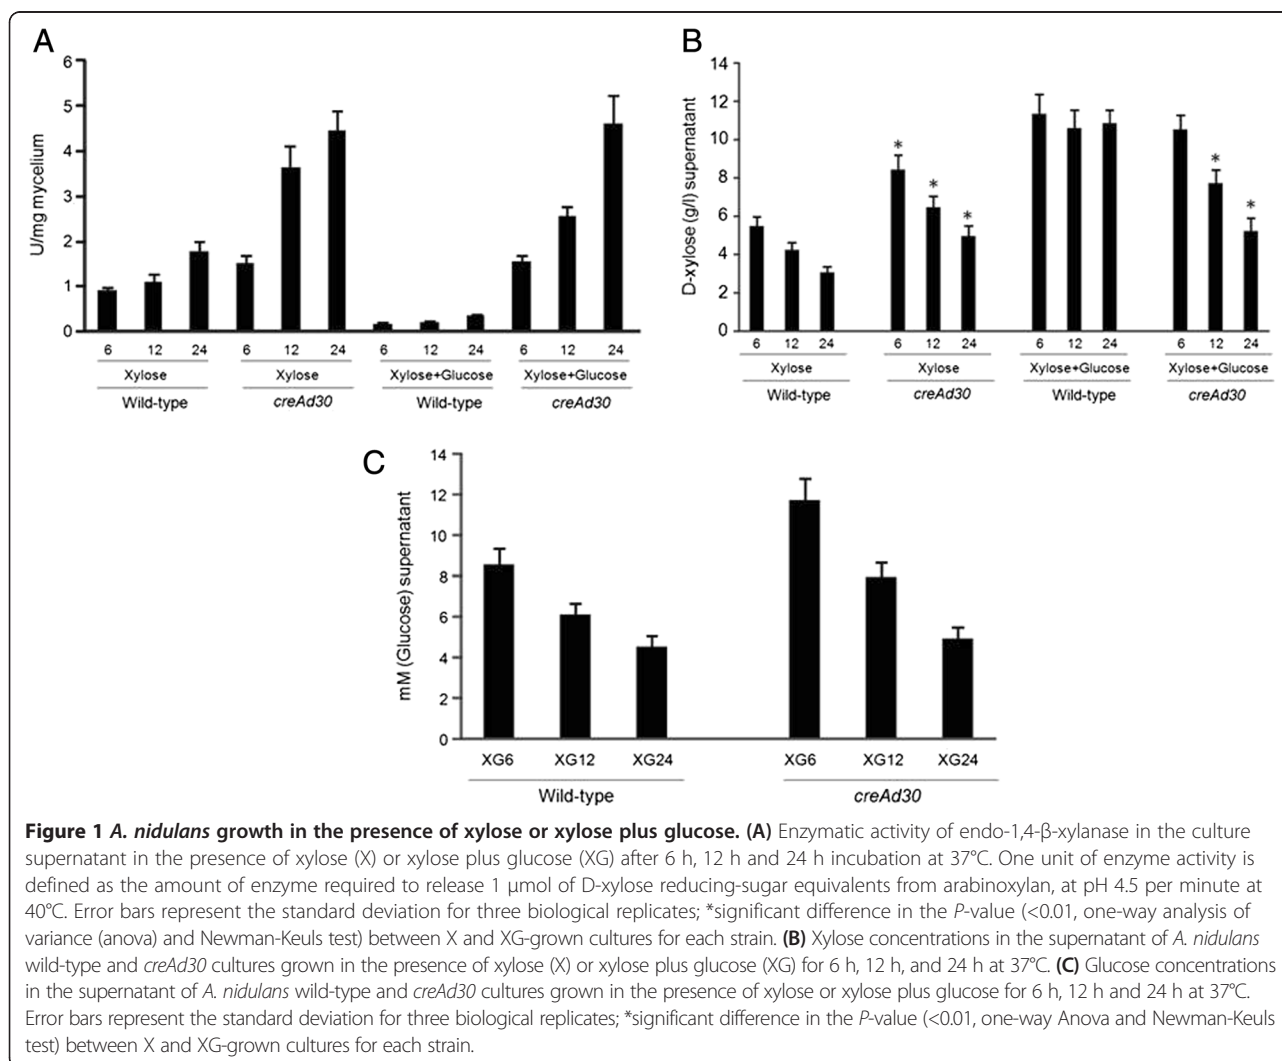 A
6
5
4
3
2
1
0
U/mg mycelium
6 12 24 6 12 24 6 12 24 6 12 24
Xylose Xylose Xylose+Glucose Xylose+Glucose
Wild-type creAd30 Wild-type creAd30
B
14
12
10
8
6
4
2
0
D-xylose (g/l) supernatant
* * * * *
6 12 24 6 12 24 6 12 24 6 12 24
Xylose Xylose Xylose+Glucose Xylose+Glucose
Wild-type creAd30 Wild-type creAd30
C
14
12
10
8
6
4
2
0
mM (Glucose) supernatant
XG6 XG12 XG24 XG6 XG12 XG24
Wild-type creAd30
Figure 1 A. nidulans growth in the presence of xylose or xylose plus glucose. (A) Enzymatic activity of endo-1,4-β-xylanase in the culture
supernatant in the presence of xylose (X) or xylose plus glucose (XG) after 6 h, 12 h and 24 h incubation at 37°C. One unit of enzyme activity is
defined as the amount of enzyme required to release 1 μmol of D-xylose reducing-sugar equivalents from arabinoxylan, at pH 4.5 per minute at
40°C. Error bars represent the standard deviation for three biological replicates; *significant difference in the P-value (<0.01, one-way analysis of
variance (anova) and Newman-Keuls test) between X and XG-grown cultures for each strain. (B) Xylose concentrations in the supernatant of A. nidulans
wild-type and creAd30 cultures grown in the presence of xylose (X) or xylose plus glucose (XG) for 6 h, 12 h, and 24 h at 37°C. (C) Glucose concentrations
in the supernatant of A. nidulans wild-type and creAd30 cultures grown in the presence of xylose or xylose plus glucose for 6 h, 12 h and 24 h at 37°C.
Error bars represent the standard deviation for three biological replicates; *significant difference in the P-value (<0.01, one-way Anova and Newman-Keuls
test) between X and XG-grown cultures for each strain.